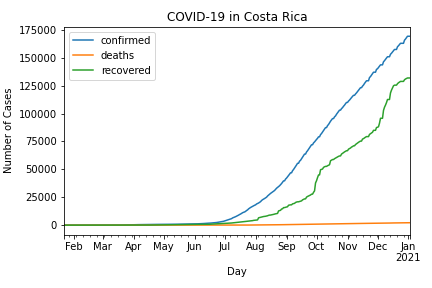 COVID-19 in Costa Rica
confirmed
deaths
recovered
Number of Cases
175000
150000
125000
100000
75000
50000
25000
0
Feb Mar Apr May Jun Jul Aug Sep Oct Nov Dec Jan
2021
Day